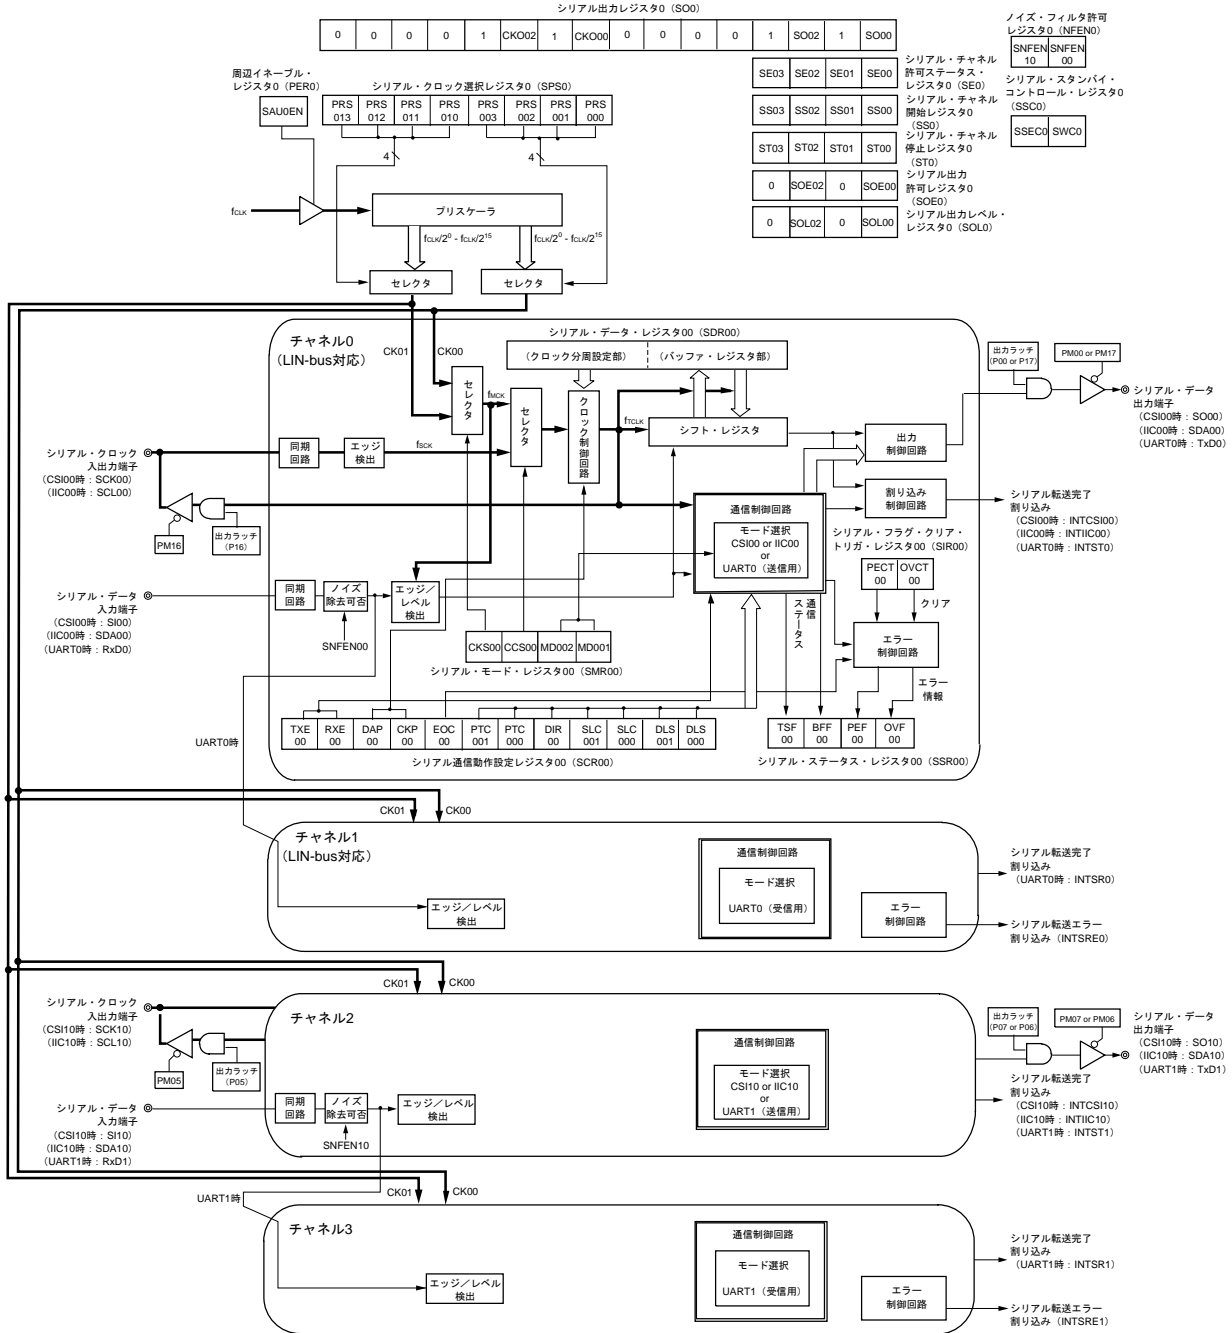 シリアル出力レジスタ0（SO0）
0 0 0 0 1 CKO02 1 CKO00 0 0 0 0 1 SO02 1 SO00
ノイズ・フィルタ許可
レジスタ0（NFEN0）
SNFEN
10
SNFEN
00
周辺イネーブル・
レジスタ0（PER0）
SAU0EN
シリアル・クロック選択レジスタ0（SPS0）
PRS
013
PRS
012
PRS
011
PRS
010
PRS
003
PRS
002
PRS
001
PRS
000
4
4
SE03 SE02 SE01 SE00
シリアル・チャネル
許可ステータス・
レジスタ0（SE0）
SS03 SS02 SS01 SS00
シリアル・チャネル
開始レジスタ0
（SS0）
ST03 ST02 ST01 ST00
シリアル・チャネル
停止レジスタ0
（ST0）
0 SOE02 0 SOE00
シリアル出力
許可レジスタ0
（SOE0）
0 SOL02 0 SOL00
シリアル出力レベル・
レジスタ0（SOL0）
シリアル・スタンバイ・
コントロール・レジスタ0
（SSC0）
SSEC0 SWC0
fCLK
プリスケーラ
fCLK/2⁰ - fCLK/2¹⁵
fCLK/2⁰ - fCLK/2¹⁵
セレクタ
セレクタ
チャネル0
（LIN-bus対応）
CK01
CK00
シリアル・データ・レジスタ00（SDR00）
（クロック分周設定部）
（バッファ・レジスタ部）
セレクタ
fMCK
セレクタ
クロック制御回路
fTCLK
シフト・レジスタ
fSCK
出力ラッチ
（P00 or P17）
PM00 or PM17
シリアル・データ
出力端子
（CSI00時：SO00）
（IIC00時：SDA00）
（UART0時：TxD0）
出力
制御回路
シリアル・クロック
入出力端子
（CSI00時：SCK00）
（IIC00時：SCL00）
同期
回路
エッジ
検出
PM16
出力ラッチ
（P16）
通信制御回路
モード選択
CSI00 or IIC00
or
UART0（送信用）
割り込み
制御回路
シリアル転送完了
割り込み
（CSI00時：INTCSI00）
（IIC00時：INTIIC00）
（UART0時：INTST0）
シリアル・フラグ・クリア・
トリガ・レジスタ00（SIR00）
PECT
00
OVCT
00
クリア
シリアル・データ
入力端子
（CSI00時：SI00）
（IIC00時：SDA00）
（UART0時：RxD0）
同期
回路
ノイズ
除去可否
SNFEN00
エッジ／
レベル
検出
CKS00 CCS00 MD002 MD001
シリアル・モード・レジスタ00（SMR00）
通信
ステータス
エラー
制御回路
エラー
情報
TXE
00
RXE
00
DAP
00
CKP
00
EOC
00
PTC
001
PTC
000
DIR
00
SLC
001
SLC
000
DLS
001
DLS
000
シリアル通信動作設定レジスタ00（SCR00）
TSF
00
BFF
00
PEF
00
OVF
00
シリアル・ステータス・レジスタ00（SSR00）
UART0時
CK01
CK00
チャネル1
（LIN-bus対応）
エッジ／レベル
検出
通信制御回路
モード選択
UART0（受信用）
エラー
制御回路
シリアル転送完了
割り込み
（UART0時：INTSR0）
シリアル転送エラー
割り込み（INTSRE0）
CK01
CK00
チャネル2
シリアル・クロック
入出力端子
（CSI10時：SCK10）
（IIC10時：SCL10）
PM05
出力ラッチ
（P05）
シリアル・データ
入力端子
（CSI10時：SI10）
（IIC10時：SDA10）
（UART1時：RxD1）
同期
回路
ノイズ
除去可否
SNFEN10
エッジ／レベル
検出
通信制御回路
モード選択
CSI10 or IIC10
or
UART1（送信用）
出力ラッチ
（P07 or P06）
PM07 or PM06
シリアル・データ
出力端子
（CSI10時：SO10）
（IIC10時：SDA10）
（UART1時：TxD1）
シリアル転送完了
割り込み
（CSI10時：INTCSI10）
（IIC10時：INTIIC10）
（UART1時：INTST1）
UART1時
CK01
CK00
チャネル3
エッジ／レベル
検出
通信制御回路
モード選択
UART1（受信用）
エラー
制御回路
シリアル転送完了
割り込み
（UART1時：INTSR1）
シリアル転送エラー
割り込み（INTSRE1）